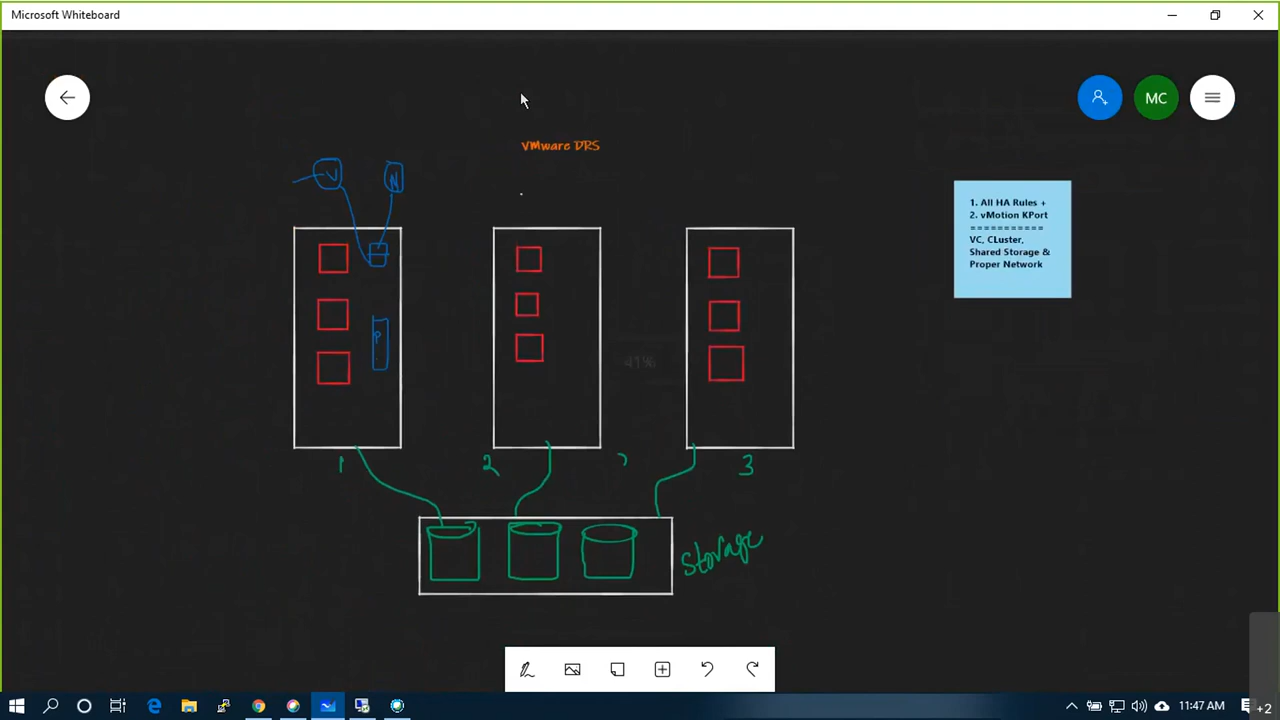 Microsoft Whiteboard
MC
VMware DRS
V
N
1. All HA Rules +
2. vMotion KPort
===========
VC, CLuster,
Shared Storage &
Proper Network
P
1
2
3
Storage
11:47 AM
+2